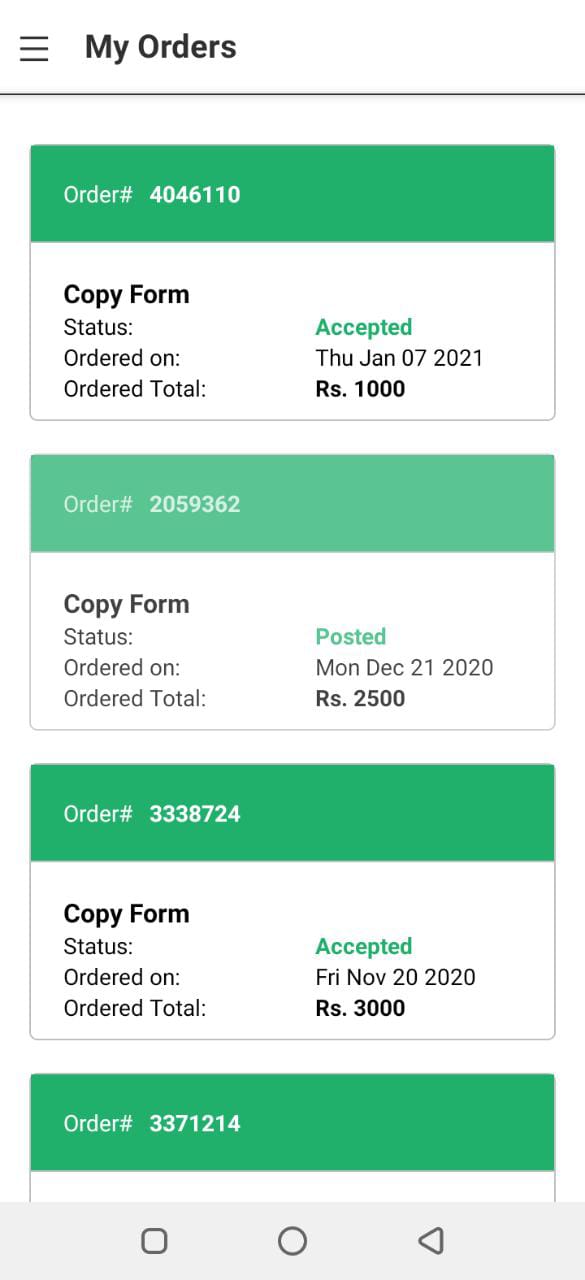 My Orders
Order# 4046110
Copy Form
Status: Accepted
Ordered on: Thu Jan 07 2021
Ordered Total: Rs. 1000
Order# 2059362
Copy Form
Status: Posted
Ordered on: Mon Dec 21 2020
Ordered Total: Rs. 2500
Order# 3338724
Copy Form
Status: Accepted
Ordered on: Fri Nov 20 2020
Ordered Total: Rs. 3000
Order# 3371214